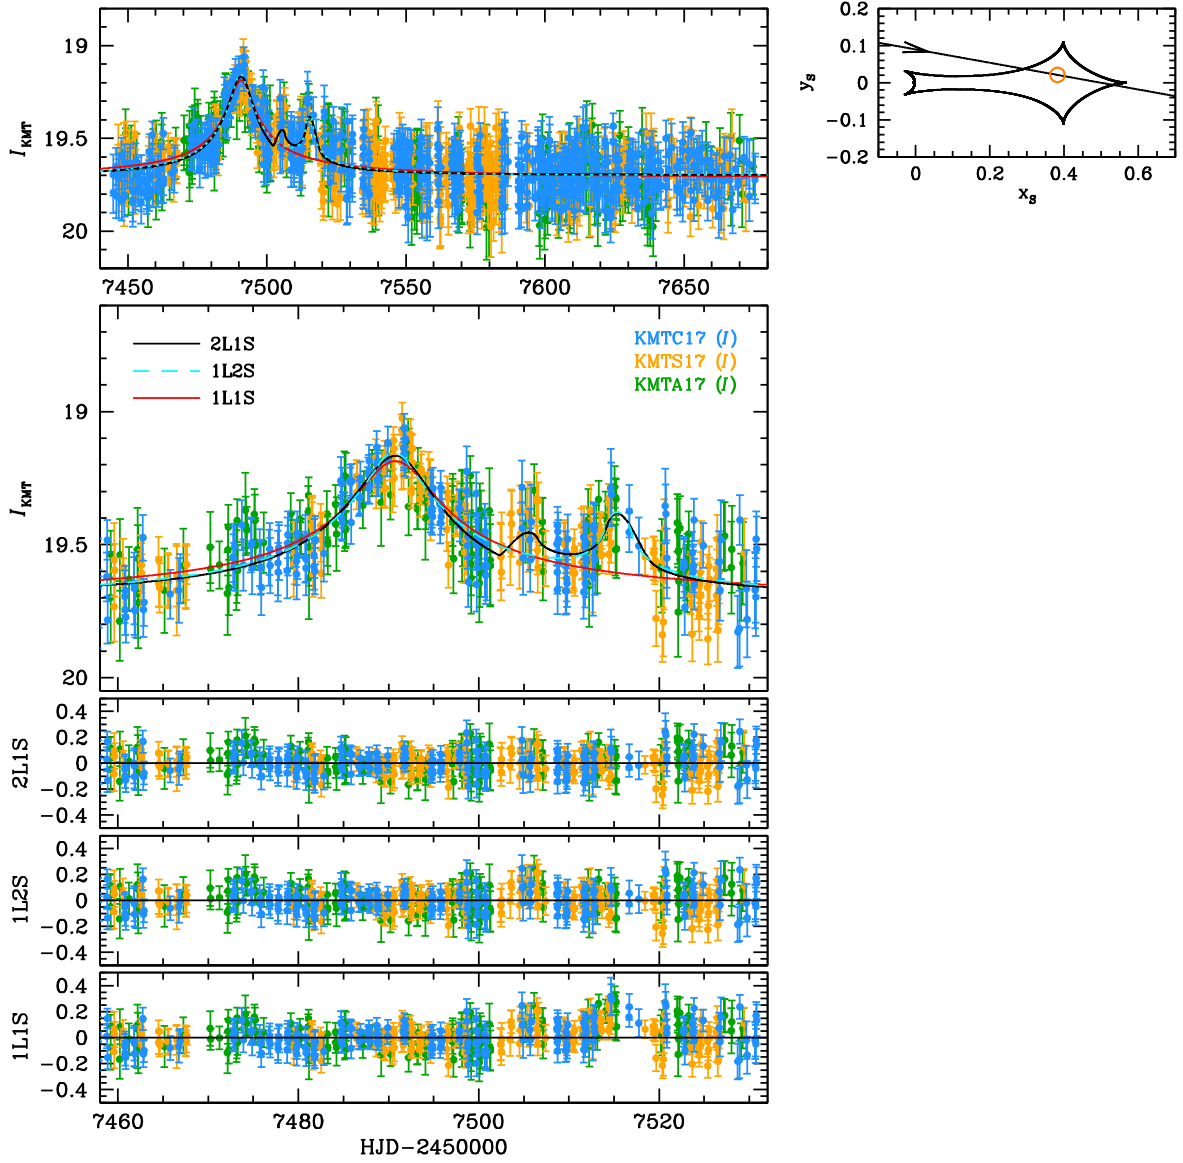 19
19.5
20
I_KMT
7450 7500 7550 7600 7650
0.2
0.1
0
−0.1
−0.2
y_s
0 0.2 0.4 0.6
x_s
2L1S
1L2S
1L1S
KMTC17 (I)
KMTS17 (I)
KMTA17 (I)
19
19.5
20
I_KMT
0.4
0.2
0
−0.2
−0.4
2L1S
0.4
0.2
0
−0.2
−0.4
1L2S
0.4
0.2
0
−0.2
−0.4
1L1S
7460 7480 7500 7520
HJD−2450000